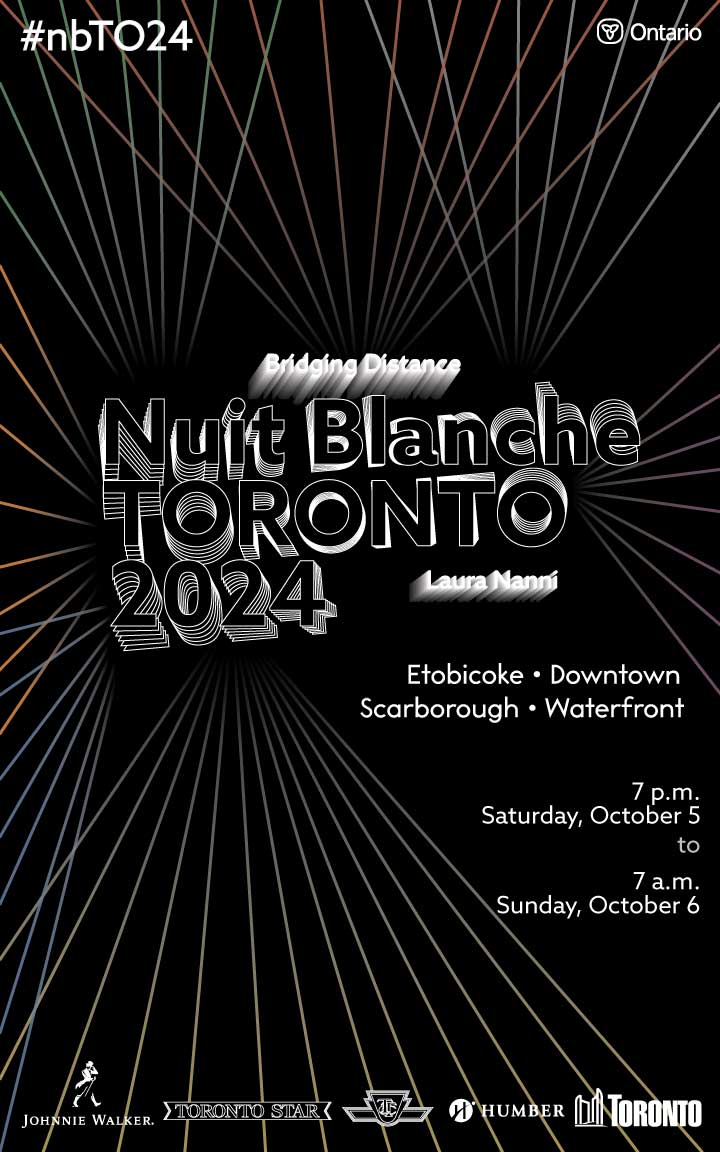 #nbTO24
Ontario
Bridging Distance
Nuit Blanche
TORONTO
2024
Laura Nanni
Etobicoke • Downtown
Scarborough • Waterfront
7 p.m.
Saturday, October 5
to
7 a.m.
Sunday, October 6
JOHNNIE WALKER.
TORONTO STAR
TTC
HUMBER
TORONTO